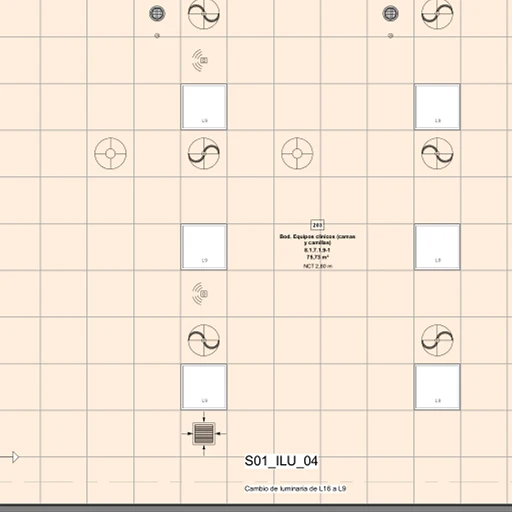 L9
L9
203
Bod. Equipos clínicos (camas
y camillas)
8.1.7.1.9-1
75,73 m²
NCT 2,80 m
L9
L9
L9
L9
S01_ILU_04
Cambio de luminaria de L16 a L9